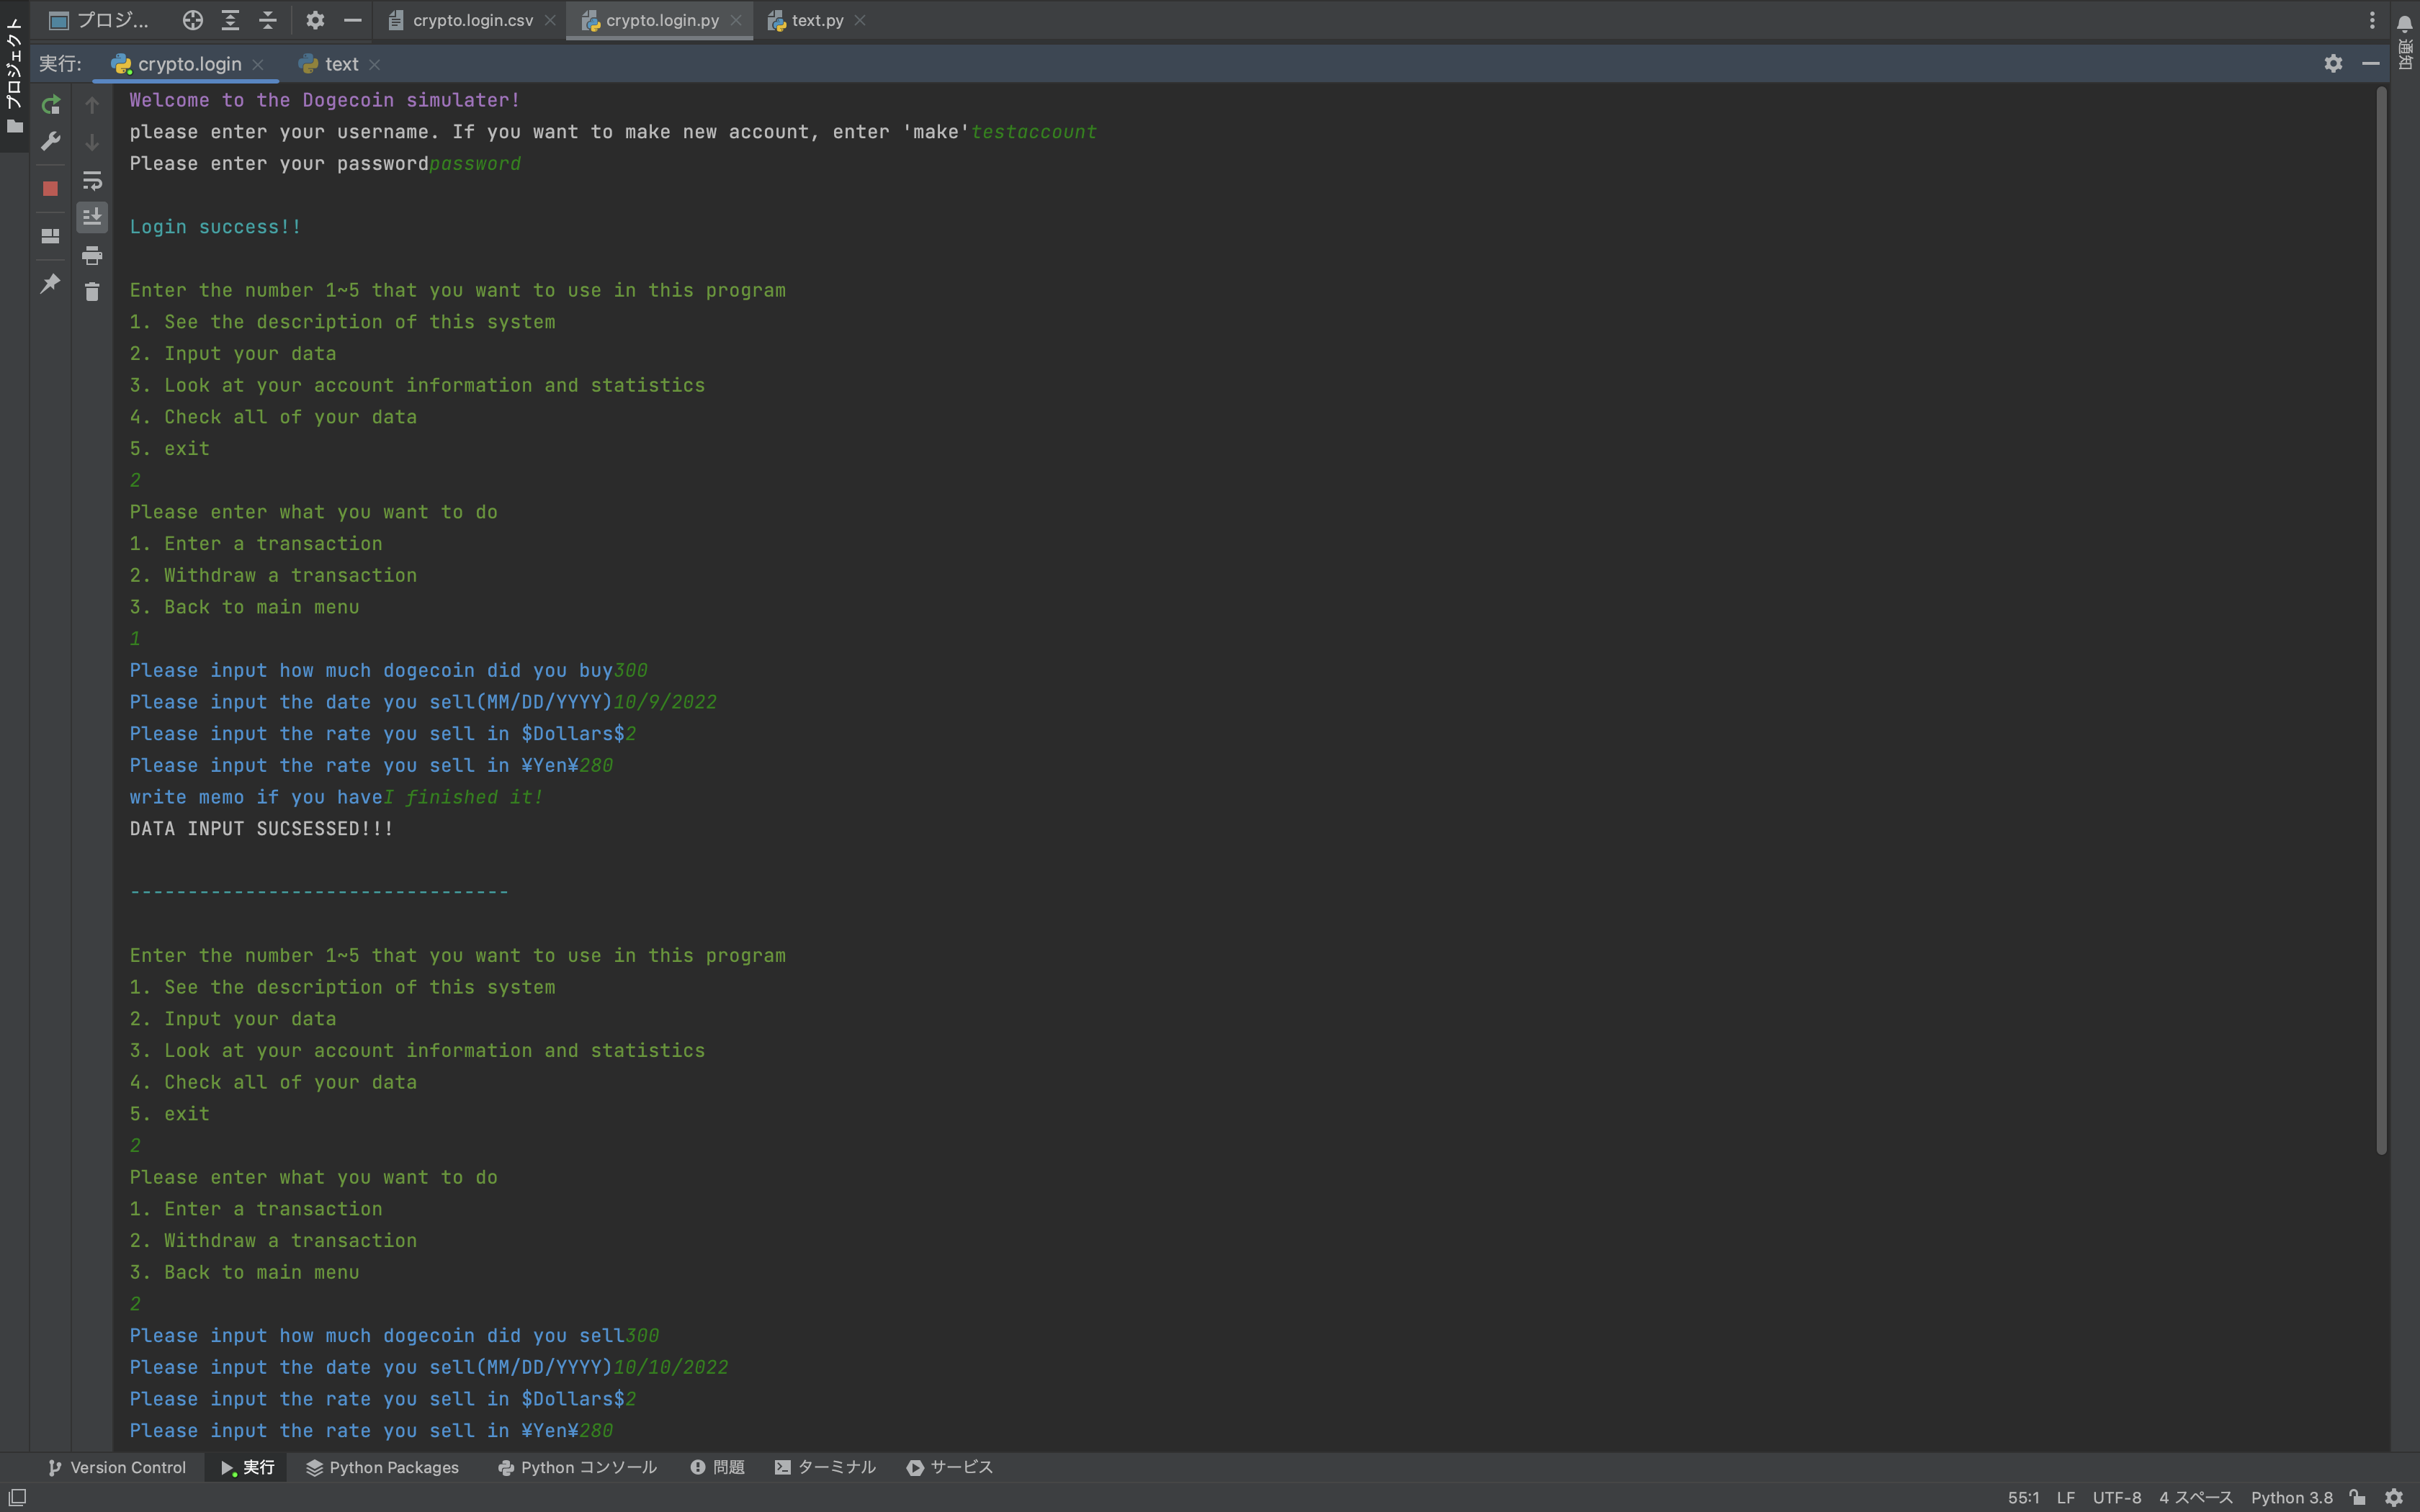 プロジ...
crypto.login.csv
crypto.login.py
text.py
プロジェクト
通知
実行:
crypto.login
text
Welcome to the Dogecoin simulater!
please enter your username. If you want to make new account, enter 'make'testaccount
Please enter your passwordpassword
Login success!!
Enter the number 1~5 that you want to use in this program
1. See the description of this system
2. Input your data
3. Look at your account information and statistics
4. Check all of your data
5. exit
2
Please enter what you want to do
1. Enter a transaction
2. Withdraw a transaction
3. Back to main menu
1
Please input how much dogecoin did you buy300
Please input the date you sell(MM/DD/YYYY)10/9/2022
Please input the rate you sell in $Dollars$2
Please input the rate you sell in ¥Yen¥280
write memo if you haveI finished it!
DATA INPUT SUCSESSED!!!
---------------------------------
Enter the number 1~5 that you want to use in this program
1. See the description of this system
2. Input your data
3. Look at your account information and statistics
4. Check all of your data
5. exit
2
Please enter what you want to do
1. Enter a transaction
2. Withdraw a transaction
3. Back to main menu
2
Please input how much dogecoin did you sell300
Please input the date you sell(MM/DD/YYYY)10/10/2022
Please input the rate you sell in $Dollars$2
Please input the rate you sell in ¥Yen¥280
Version Control
実行
Python Packages
Python コンソール
問題
ターミナル
サービス
55:1 LF UTF-8 4 スペース Python 3.8